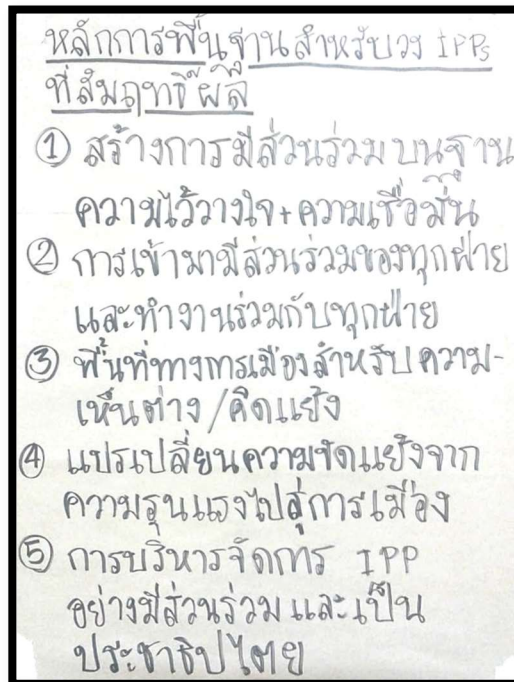 หลักการพื้นฐานสำหรับวง IPPs
ที่สัมฤทธิ์ผล
① สร้างการมีส่วนร่วมบนฐาน
ความไว้วางใจ+ความเชื่อมั่น
② การเข้ามามีส่วนร่วมของทุกฝ่าย
และทำงานร่วมกับทุกฝ่าย
③ พื้นที่ทางการเมืองสำหรับความ-
เห็นต่าง/คิดแย้ง
④ แปรเปลี่ยนความขัดแย้งจาก
ความรุนแรงไปสู่การเมือง
⑤ การบริหารจัดการ IPP
อย่างมีส่วนร่วมและเป็น
ประชาธิปไตย